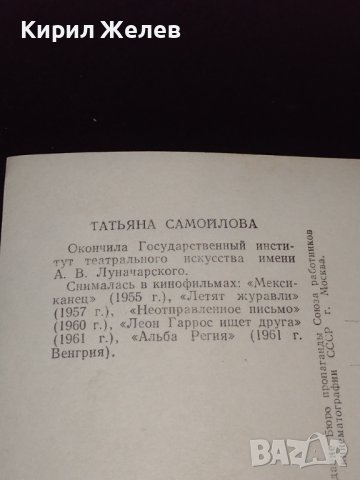 Кирил Желев
ТАТЬЯНА САМОЙЛОВА
Окончила Государственный инсти-
тут театрального искусства имени
А. В. Луначарского.
Снималась в кинофильмах: «Мекси-
канец» (1955 г.), «Летят журавли»
(1957 г.), «Неотправленное письмо»
(1960 г.), «Леон Гаррос ищет друга»
(1961 г.), «Альба Регия» (1961 г.
Венгрия).
Бюро пропаганды Союза работников
СССР г. Москва.
bazar